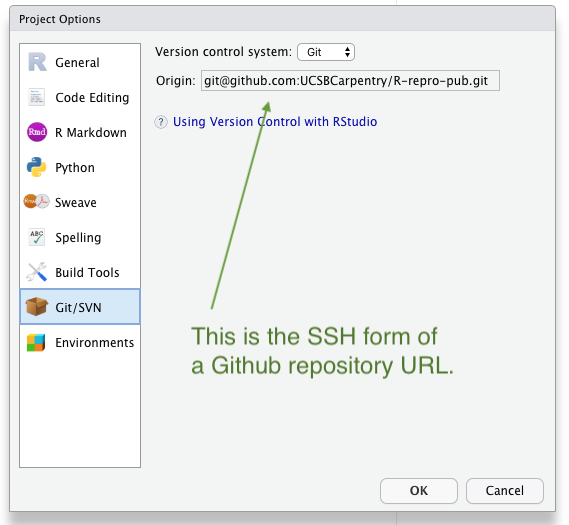 Project Options
General
Code Editing
Rmd
R Markdown
Python
Sweave
ABC
Spelling
Build Tools
Git/SVN
Environments
Version control system: Git
Origin: git@github.com:UCSBCarpentry/R-repro-pub.git
? Using Version Control with RStudio
This is the SSH form of
a Github repository URL.
OK
Cancel